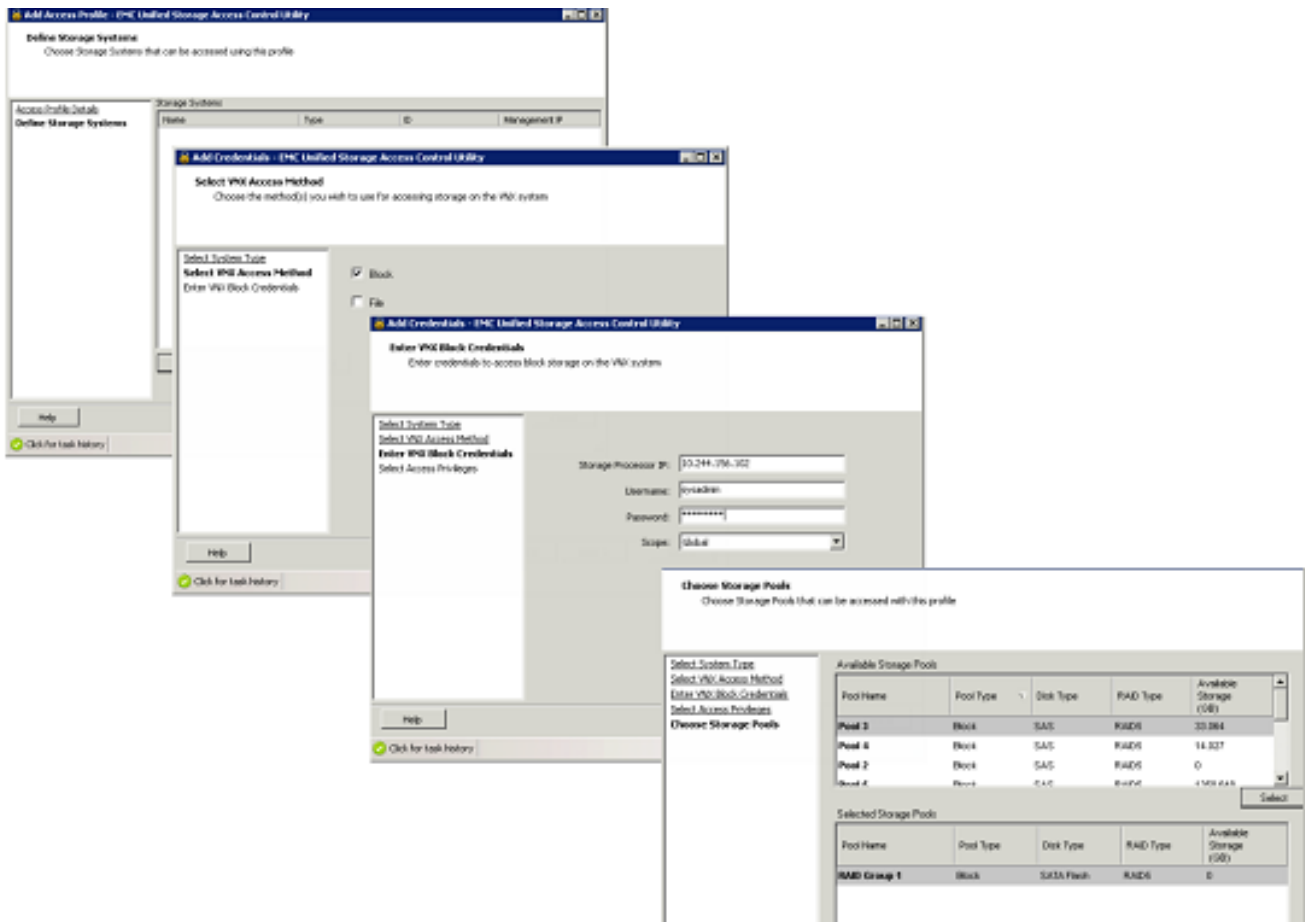 Add Access Profile - EMC Unified Storage Access Control Utility
Define Storage Systems
Choose Storage Systems that can be accessed using this profile
Access Profile Details
Define Storage Systems
Storage Systems
Name Type ID Management IP
Help
Click for task history
Add Credentials - EMC Unified Storage Access Control Utility
Select VNX Access Method
Choose the method(s) you wish to use for accessing storage on the VNX system
Select System Type
Select VNX Access Method
Enter VNX Block Credentials
Block
File
Help
Click for task history
Add Credentials - EMC Unified Storage Access Control Utility
Enter VNX Block Credentials
Enter credentials to access block storage on the VNX system
Select System Type
Select VNX Access Method
Enter VNX Block Credentials
Select Access Privileges
Storage Processor IP: 10.244.156.102
Username: sysadmin
Password: *********
Scope: Global
Help
Click for task history
Choose Storage Pools
Choose Storage Pools that can be accessed with this profile
Select System Type
Select VNX Access Method
Enter VNX Block Credentials
Select Access Privileges
Choose Storage Pools
Available Storage Pools
Pool Name Pool Type Disk Type RAID Type Available Storage (GB)
Pool 3 Block SAS RAID5
Pool 4 Block SAS RAID5 14.327
Pool 2 Block SAS RAID5 0
Block SAS RAID5
Select
Selected Storage Pools
Pool Name Pool Type Disk Type RAID Type Available Storage (GB)
RAID Group 1 Block SATA Flash RAID5 0